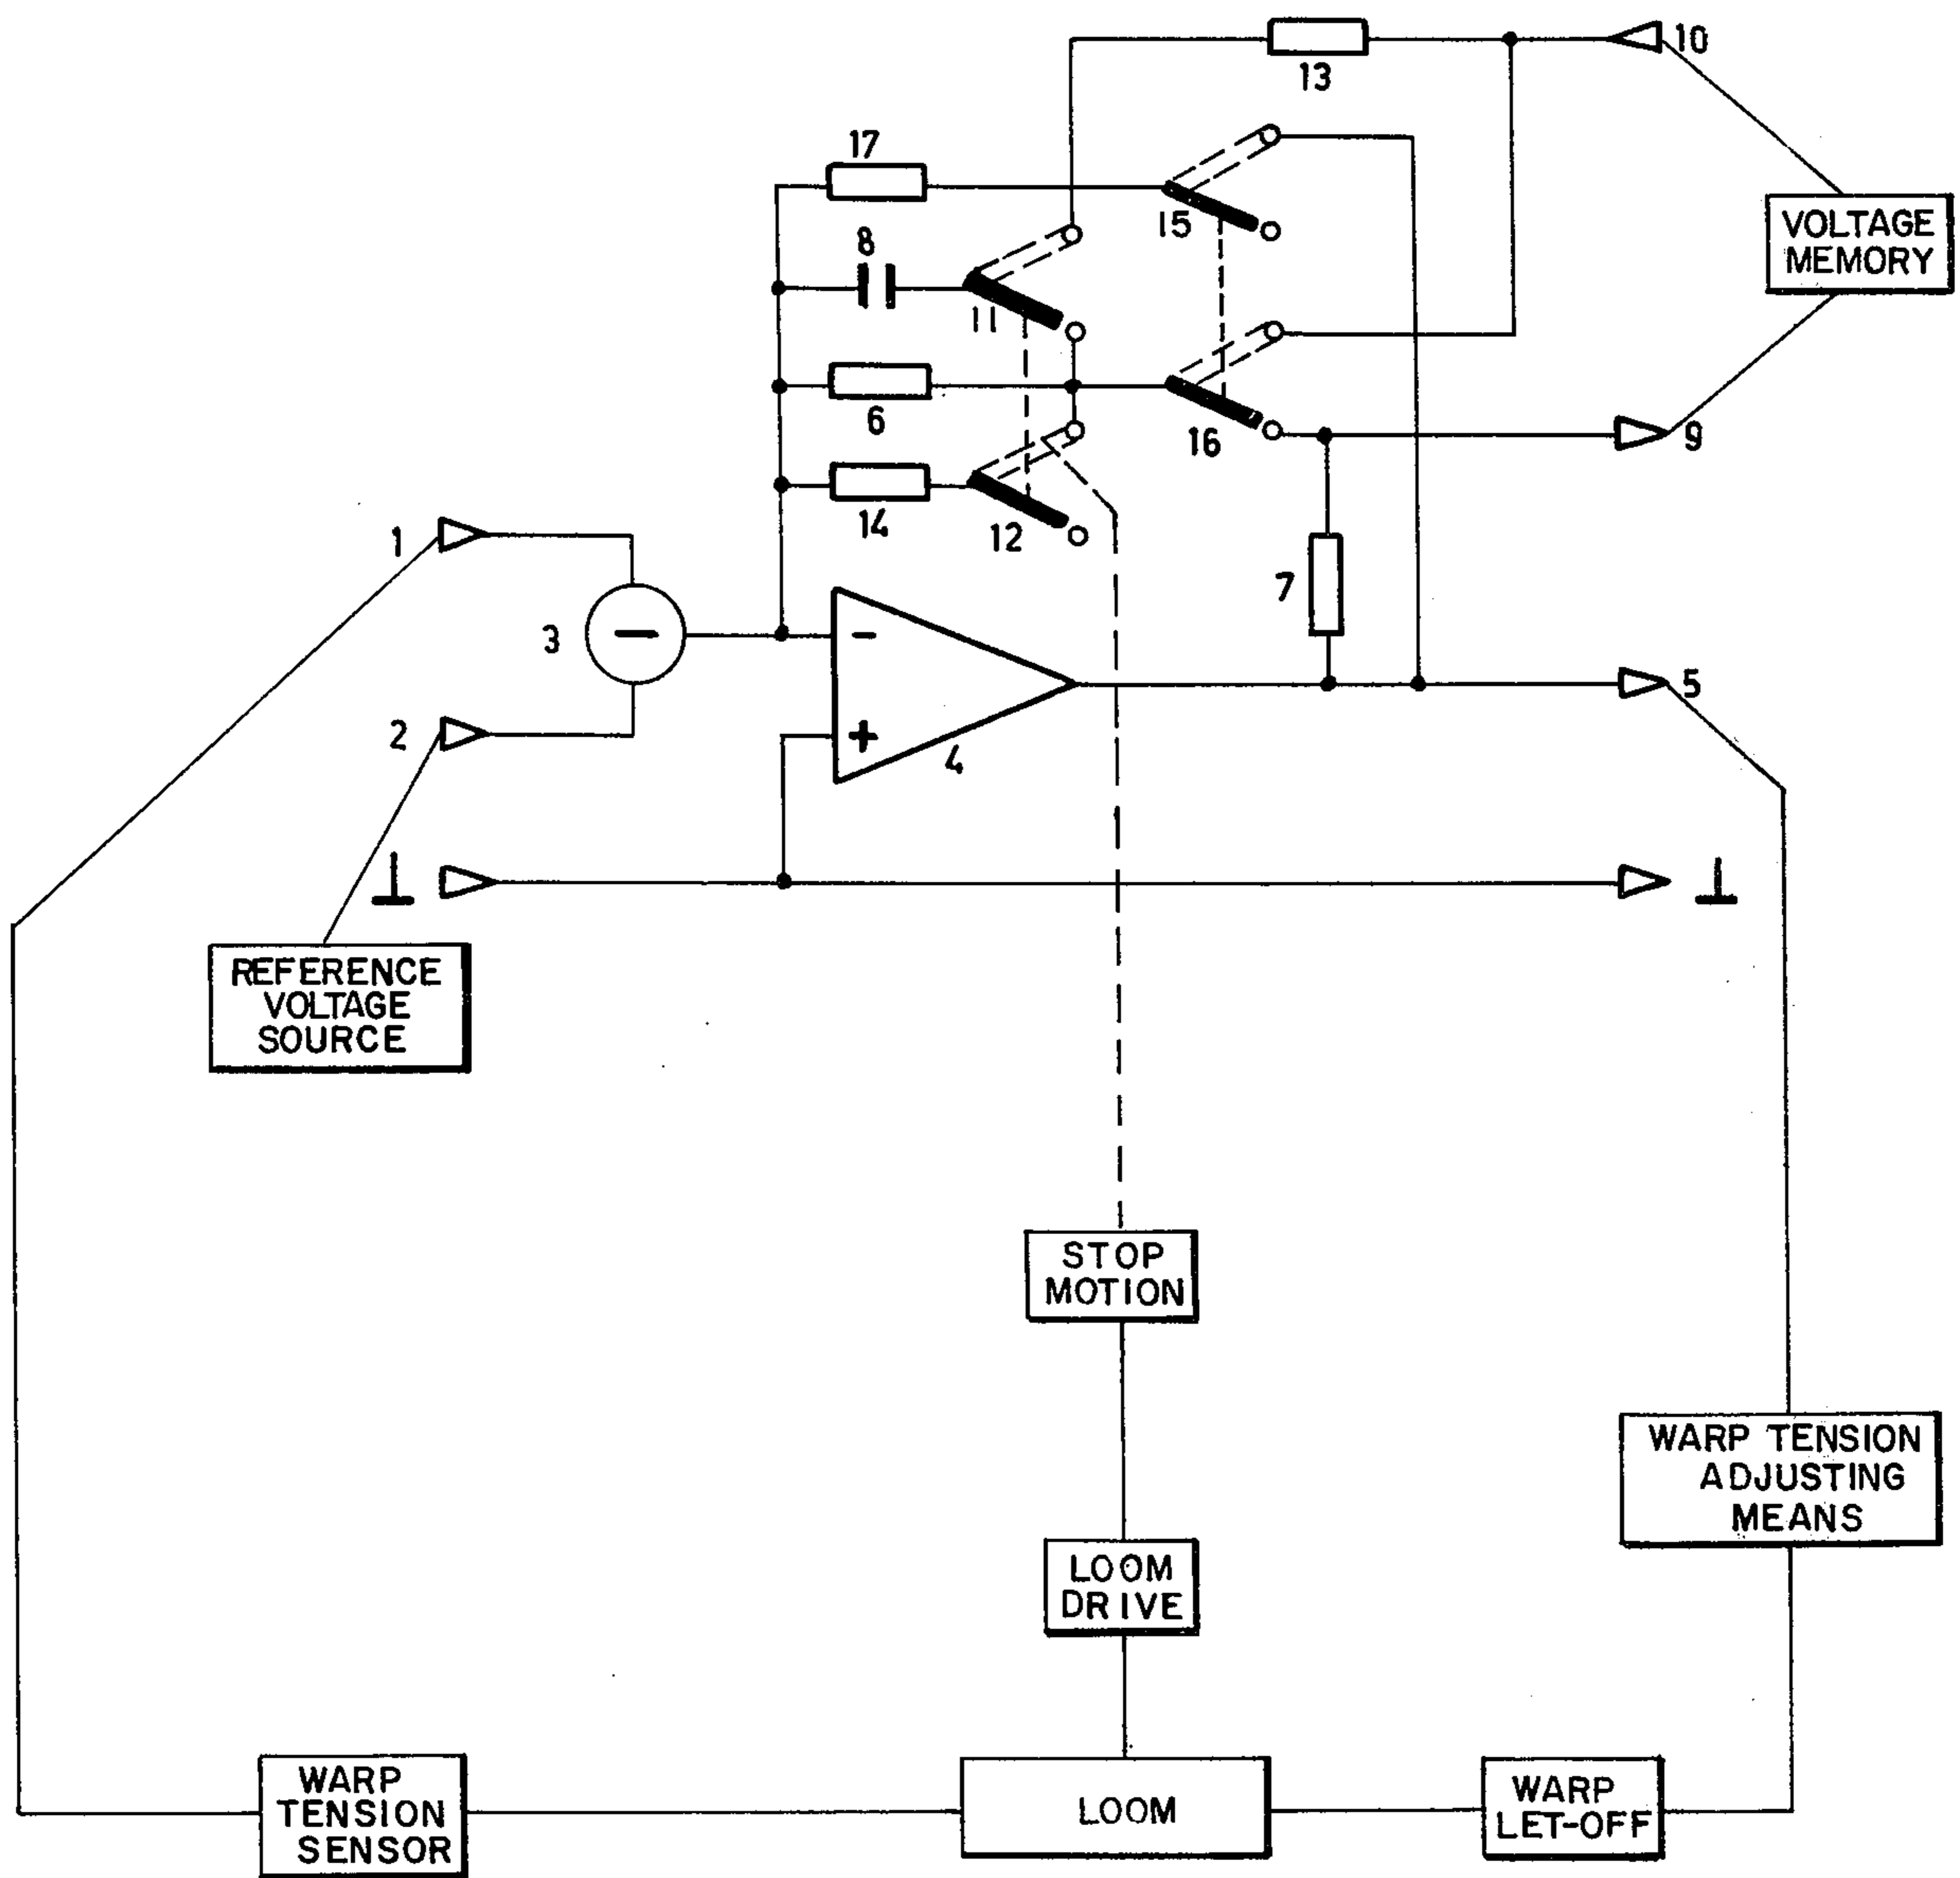 10
13
17
15
VOLTAGE
MEMORY
8
11
6
16
9
14
12
1
7
3
-
-
5
2
+
4
REFERENCE
VOLTAGE
SOURCE
STOP
MOTION
WARP TENSION
ADJUSTING
MEANS
LOOM
DRIVE
WARP
TENSION
SENSOR
LOOM
WARP
LET-OFF